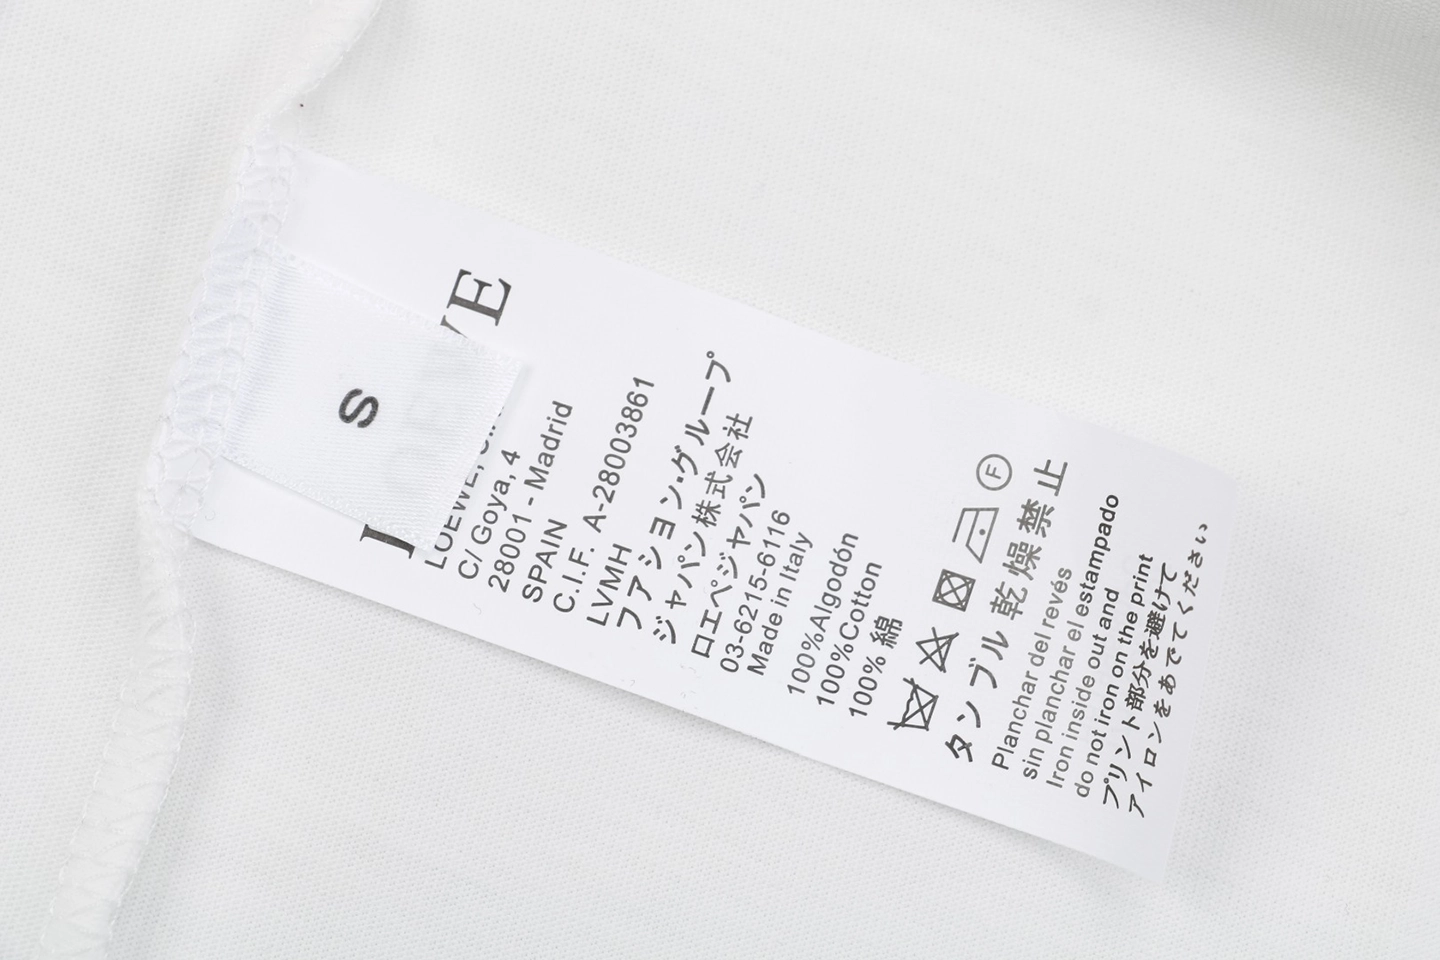 S
LOEWE,
C/ Goya, 4
28001 - Madrid
SPAIN
C.I.F. A-28003861
LVMH
ファション・グループ
ジャパン株式会社
ロエベジャパン
03-6215-6116
Made in Italy
100%Algodón
100%Cotton
100% 綿
F
タンブル乾燥禁止
Planchar del revés
sin planchar el estampado
Iron inside out and
do not iron on the print
プリント部分を避けて
アイロンをあでてください